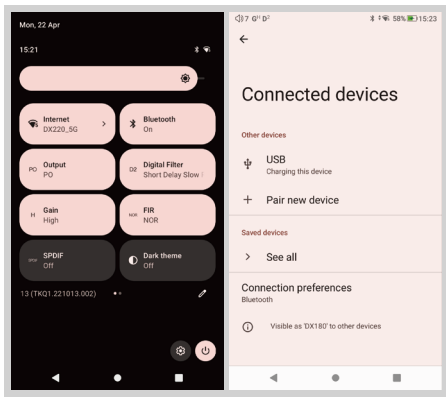 Mon, 22 Apr
15:21
Internet
DX220_5G
Bluetooth
On
PO
Output
PO
D2
Digital Filter
Short Delay Slow
H
Gain
High
NOR
FIR
NOR
SPDIF
SPDIF
Off
Dark theme
Off
13 (TKQ1.221013.002)
7 G
58%
15:23
Connected devices
Other devices
USB
Charging this device
Pair new device
Saved devices
See all
Connection preferences
Bluetooth
Visible as 'DX180' to other devices